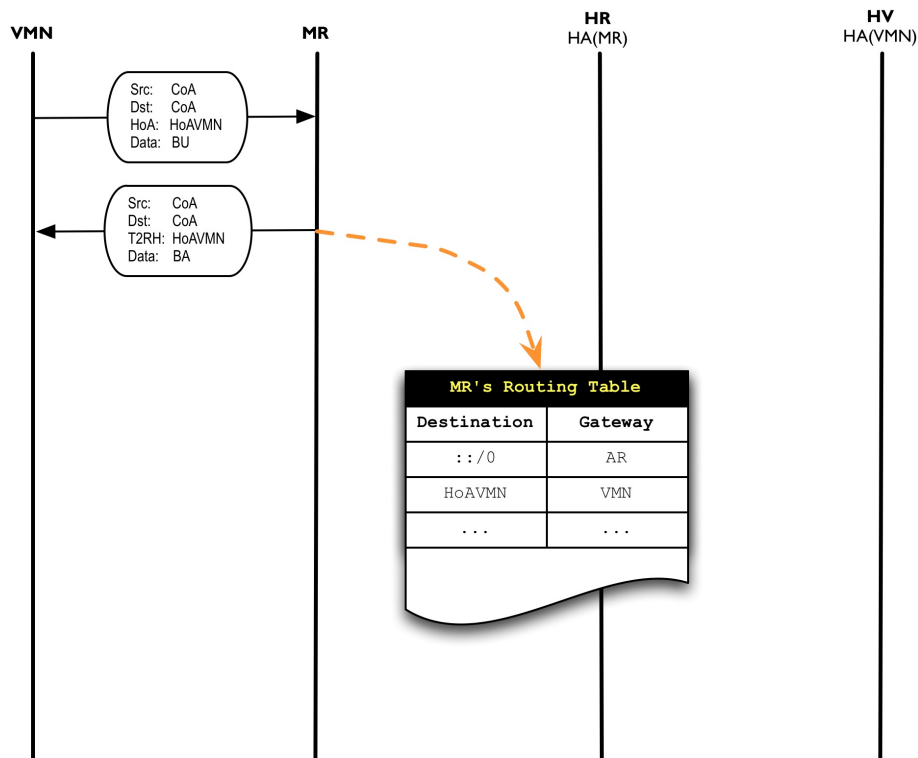 VMN
MR
HR
HA(MR)
HV
HA(VMN)
Src: CoA
Dst: CoA
HoA: HoAVMN
Data: BU
Src: CoA
Dst: CoA
T2RH: HoAVMN
Data: BA
MR's Routing Table
Destination Gateway
::/0 AR
HoAVMN VMN
... ...